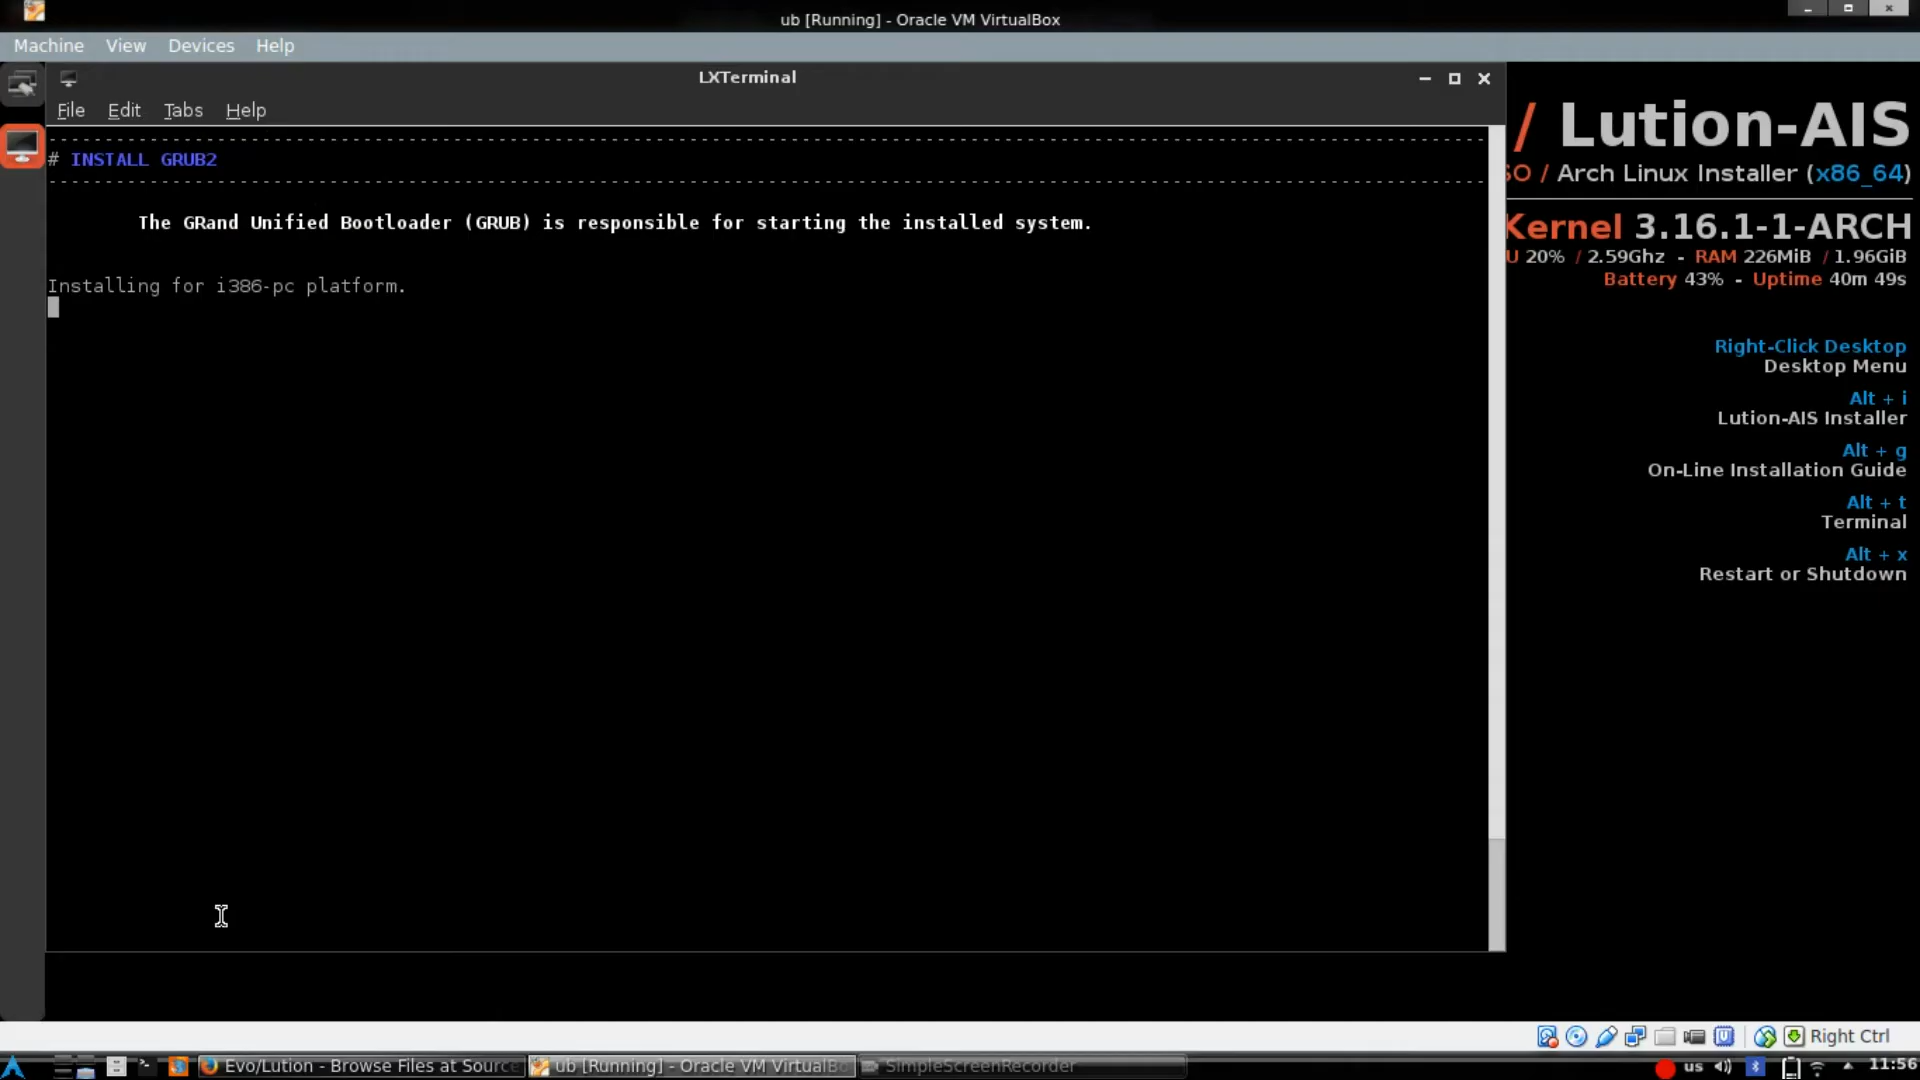 ub [Running] - Oracle VM VirtualBox
Machine View Devices Help
LXTerminal
File Edit Tabs Help
# INSTALL GRUB2
The GRand Unified Bootloader (GRUB) is responsible for starting the installed system.
Installing for i386-pc platform.
/ Lution-AIS
SO / Arch Linux Installer (x86_64)
Kernel 3.16.1-1-ARCH
U 20% / 2.59Ghz - RAM 226MiB / 1.96GiB
Battery 43% - Uptime 40m 49s
Right-Click Desktop
Desktop Menu
Alt + i
Lution-AIS Installer
Alt + g
On-Line Installation Guide
Alt + t
Terminal
Alt + x
Restart or Shutdown
Right Ctrl
Evo/Lution - Browse Files at Sourc
ub [Running] - Oracle VM VirtualBo
SimpleScreenRecorder
us
11:56